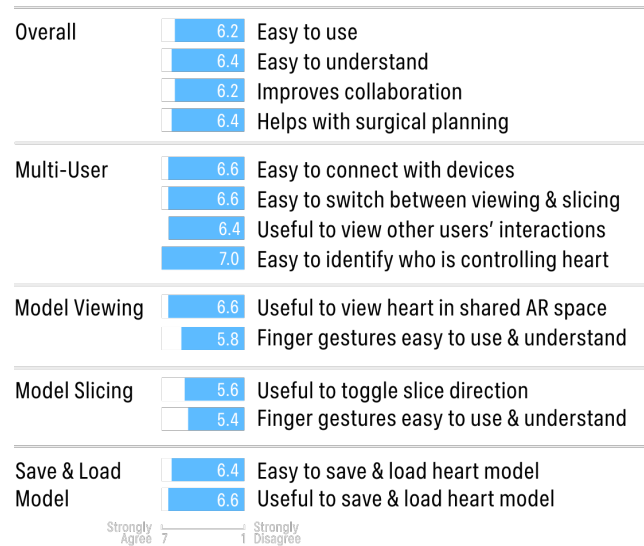 Overall 6.2 Easy to use
6.4 Easy to understand
6.2 Improves collaboration
6.4 Helps with surgical planning
Multi-User 6.6 Easy to connect with devices
6.6 Easy to switch between viewing & slicing
6.4 Useful to view other users' interactions
7.0 Easy to identify who is controlling heart
Model Viewing 6.6 Useful to view heart in shared AR space
5.8 Finger gestures easy to use & understand
Model Slicing 5.6 Useful to toggle slice direction
5.4 Finger gestures easy to use & understand
Save & Load 6.4 Easy to save & load heart model
Model 6.6 Useful to save & load heart model
Strongly Strongly
Agree 7 1 Disagree